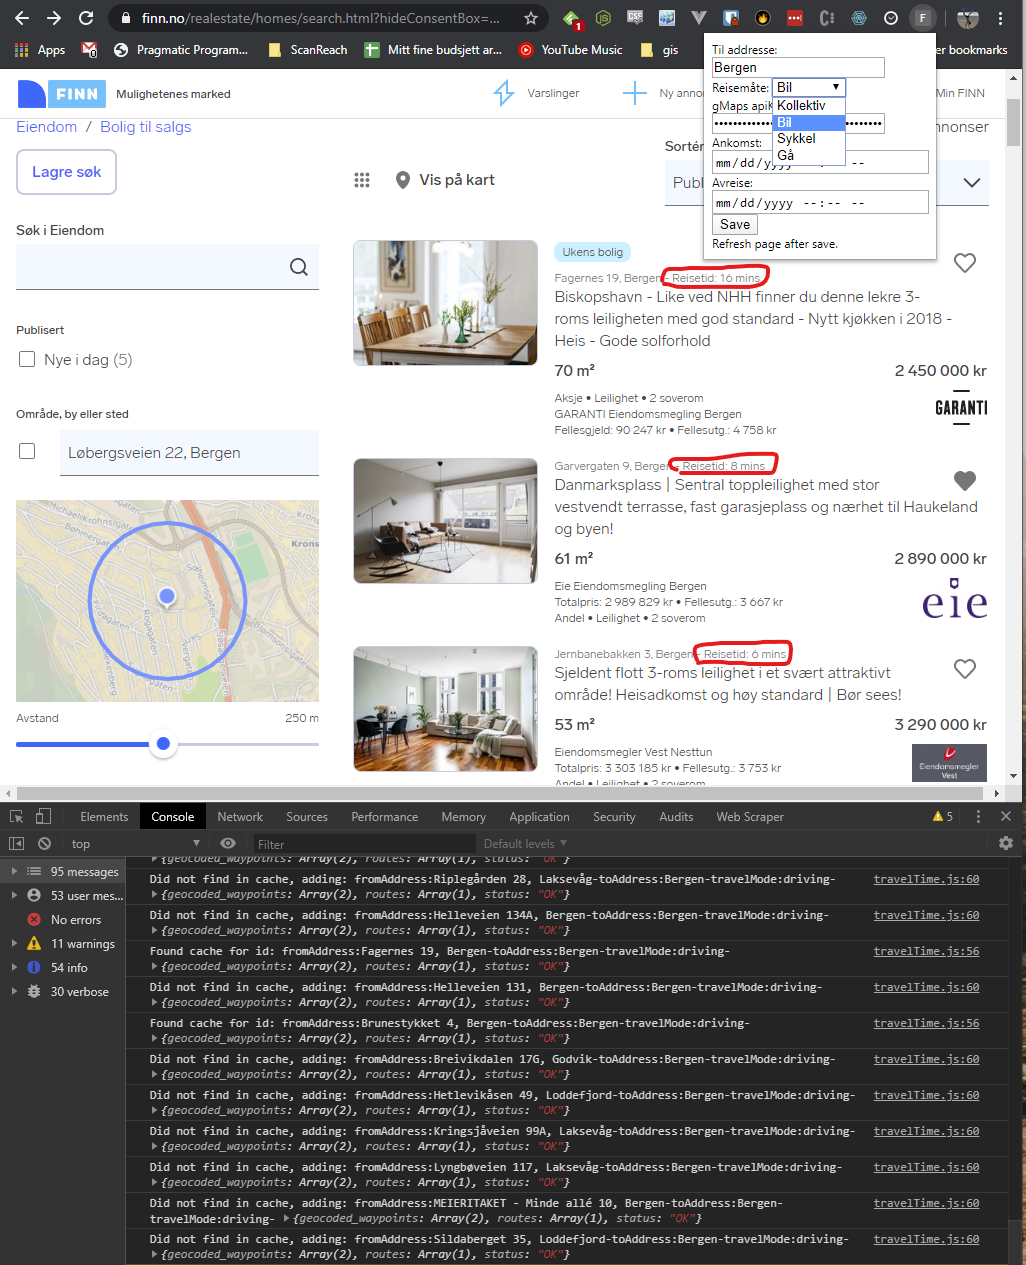 finn.no/realestate/homes/search.html?hideConsentBox=...
F
1
Apps
0
Pragmatic Program...
ScanReach
Mitt fine budsjett ar...
YouTube Music
gis
er bookmarks
FINN
Mulighetenes marked
Varslinger
Ny anno
Min FINN
Eiendom / Bolig til salgs
nnonser
Til addresse:
Bergen
Reisemåte: Bil
gMaps apiK
Kollektiv
Bil
Sykkel
Gå
Ankomst:
mm/dd/yyyy --:-- --
Avreise:
mm/dd/yyyy --:-- --
Save
Refresh page after save.
Lagre søk
Vis på kart
Sortér
Publ
Søk i Eiendom
Publisert
Nye i dag (5)
Område, by eller sted
Løbergsveien 22, Bergen
Avstand
250 m
Ukens bolig
Fagernes 19, Bergen - Reisetid: 16 mins
Biskopshavn - Like ved NHH finner du denne lekre 3-
roms leiligheten med god standard - Nytt kjøkken i 2018 -
Heis - Gode solforhold
70 m²
2 450 000 kr
Aksje • Leilighet • 2 soverom
GARANTI Eiendomsmegling Bergen
Fellesgjeld: 90 247 kr • Fellesutg.: 4 758 kr
GARANTI
Garvergaten 9, Bergen - Reisetid: 8 mins
Danmarksplass | Sentral toppleilighet med stor
vestvendt terrasse, fast garasjeplass og nærhet til Haukeland
og byen!
61 m²
2 890 000 kr
Eie Eiendomsmegling Bergen
Totalpris: 2 989 829 kr • Fellesutg.: 3 667 kr
Andel • Leilighet • 2 soverom
eie
Jernbanebakken 3, Bergen - Reisetid: 6 mins
Sjeldent flott 3-roms leilighet i et svært attraktivt
område! Heisadkomst og høy standard | Bør sees!
53 m²
3 290 000 kr
Eiendomsmegler Vest Nesttun
Totalpris: 3 303 185 kr • Fellesutg.: 3 753 kr
Andel • Leilighet • 2 soverom
Eiendomsmegler
Vest
Elements
Console
Network
Sources
Performance
Memory
Application
Security
Audits
Web Scraper
5
top
Filter
Default levels
95 messages
53 user mes...
No errors
11 warnings
54 info
30 verbose
{geocoded_waypoints: Array(2), routes: Array(1), status: "OK"}
Did not find in cache, adding: fromAddress:Riplegården 28, Laksevåg-toAddress:Bergen-travelMode:driving- travelTime.js:60
{geocoded_waypoints: Array(2), routes: Array(1), status: "OK"}
Did not find in cache, adding: fromAddress:Helleveien 134A, Bergen-toAddress:Bergen-travelMode:driving- travelTime.js:60
{geocoded_waypoints: Array(2), routes: Array(1), status: "OK"}
Found cache for id: fromAddress:Fagernes 19, Bergen-toAddress:Bergen-travelMode:driving- travelTime.js:56
{geocoded_waypoints: Array(2), routes: Array(1), status: "OK"}
Did not find in cache, adding: fromAddress:Helleveien 131, Bergen-toAddress:Bergen-travelMode:driving- travelTime.js:60
{geocoded_waypoints: Array(2), routes: Array(1), status: "OK"}
Found cache for id: fromAddress:Brunestykket 4, Bergen-toAddress:Bergen-travelMode:driving- travelTime.js:56
{geocoded_waypoints: Array(2), routes: Array(1), status: "OK"}
Did not find in cache, adding: fromAddress:Breivikdalen 17G, Godvik-toAddress:Bergen-travelMode:driving- travelTime.js:60
{geocoded_waypoints: Array(2), routes: Array(1), status: "OK"}
Did not find in cache, adding: fromAddress:Hetlevikåsen 49, Loddefjord-toAddress:Bergen-travelMode:driving- travelTime.js:60
{geocoded_waypoints: Array(2), routes: Array(1), status: "OK"}
Did not find in cache, adding: fromAddress:Kringsjåveien 99A, Laksevåg-toAddress:Bergen-travelMode:driving- travelTime.js:60
{geocoded_waypoints: Array(2), routes: Array(1), status: "OK"}
Did not find in cache, adding: fromAddress:Lyngbøveien 117, Laksevåg-toAddress:Bergen-travelMode:driving- travelTime.js:60
{geocoded_waypoints: Array(2), routes: Array(1), status: "OK"}
Did not find in cache, adding: fromAddress:MEIERITAKET - Minde allé 10, Bergen-toAddress:Bergen- travelTime.js:60
travelMode:driving- {geocoded_waypoints: Array(2), routes: Array(1), status: "OK"}
Did not find in cache, adding: fromAddress:Sildaberget 35, Loddefjord-toAddress:Bergen-travelMode:driving- travelTime.js:60
{geocoded_waypoints: Array(2), routes: Array(1), status: "OK"}